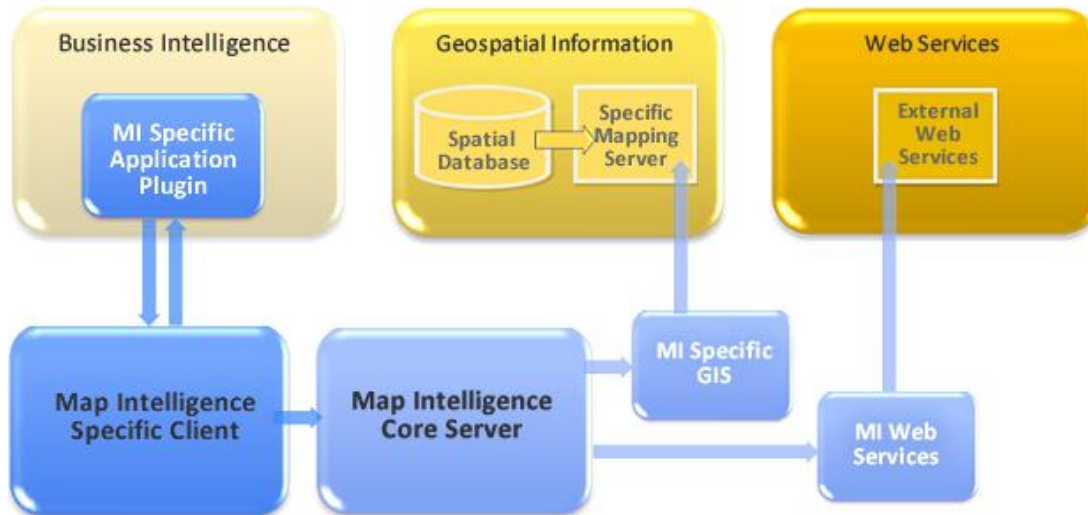 Business Intelligence
MI Specific
Application
Plugin
Geospatial Information
Spatial
Database
Specific
Mapping
Server
Web Services
External
Web
Services
Map Intelligence
Specific Client
Map Intelligence
Core Server
MI Specific
GIS
MI Web
Services